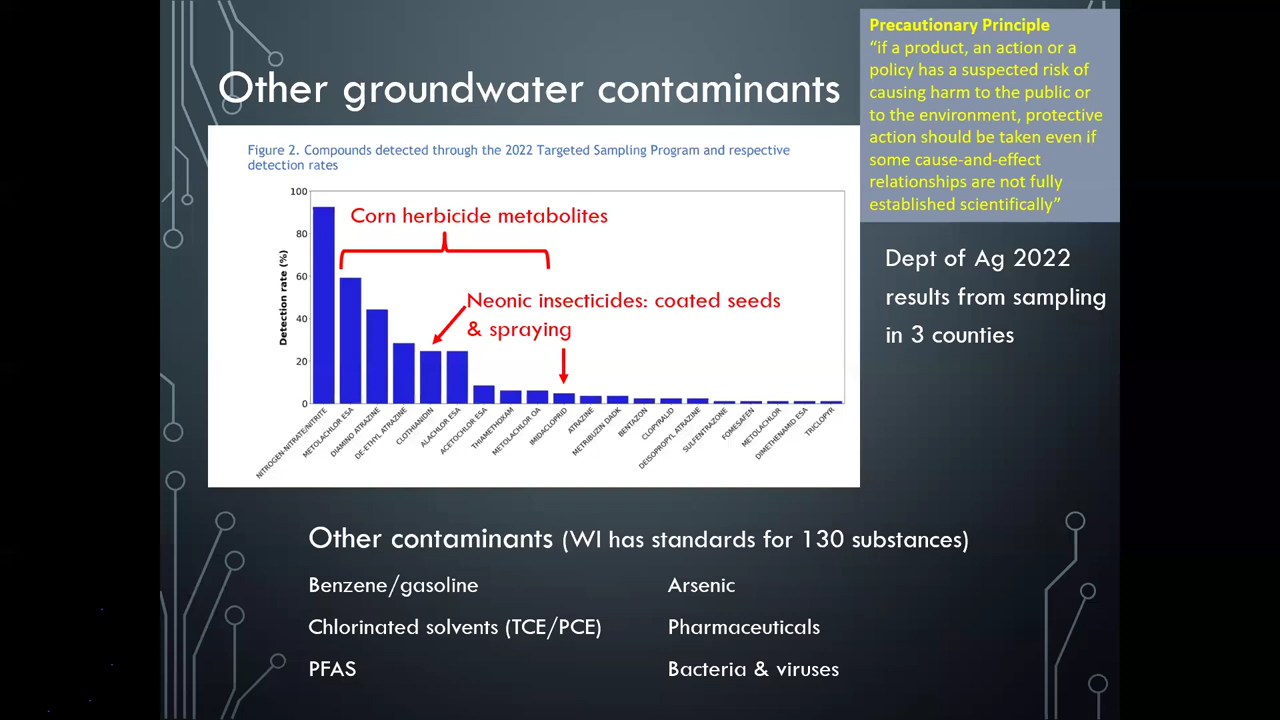 Other groundwater contaminants
Precautionary Principle
“if a product, an action or a
policy has a suspected risk of
causing harm to the public or
to the environment, protective
action should be taken even if
some cause-and-effect
relationships are not fully
established scientifically”
Figure 2. Compounds detected through the 2022 Targeted Sampling Program and respective
detection rates
Detection rate (%)
100
80
60
40
20
0
Corn herbicide metabolites
Neonic insecticides: coated seeds
& spraying
NITROGEN-NITRATE/NITRITE
METOLACHLOR ESA
DIAMINO ATRAZINE
DE-ETHYL ATRAZINE
CLOTHIANIDIN
ALACHLOR ESA
ACETOCHLOR ESA
THIAMETHOXAM
METOLACHLOR OA
IMIDACLOPRID
ATRAZINE
METRIBUZIN DADK
BENTAZON
CLOPYRALID
DEISOPROPYL ATRAZINE
SULFENTRAZONE
FOMESAFEN
METOLACHLOR
DIMETHENAMID ESA
TRICLOPYR
Dept of Ag 2022
results from sampling
in 3 counties
Other contaminants (WI has standards for 130 substances)
Benzene/gasoline
Chlorinated solvents (TCE/PCE)
PFAS
Arsenic
Pharmaceuticals
Bacteria & viruses